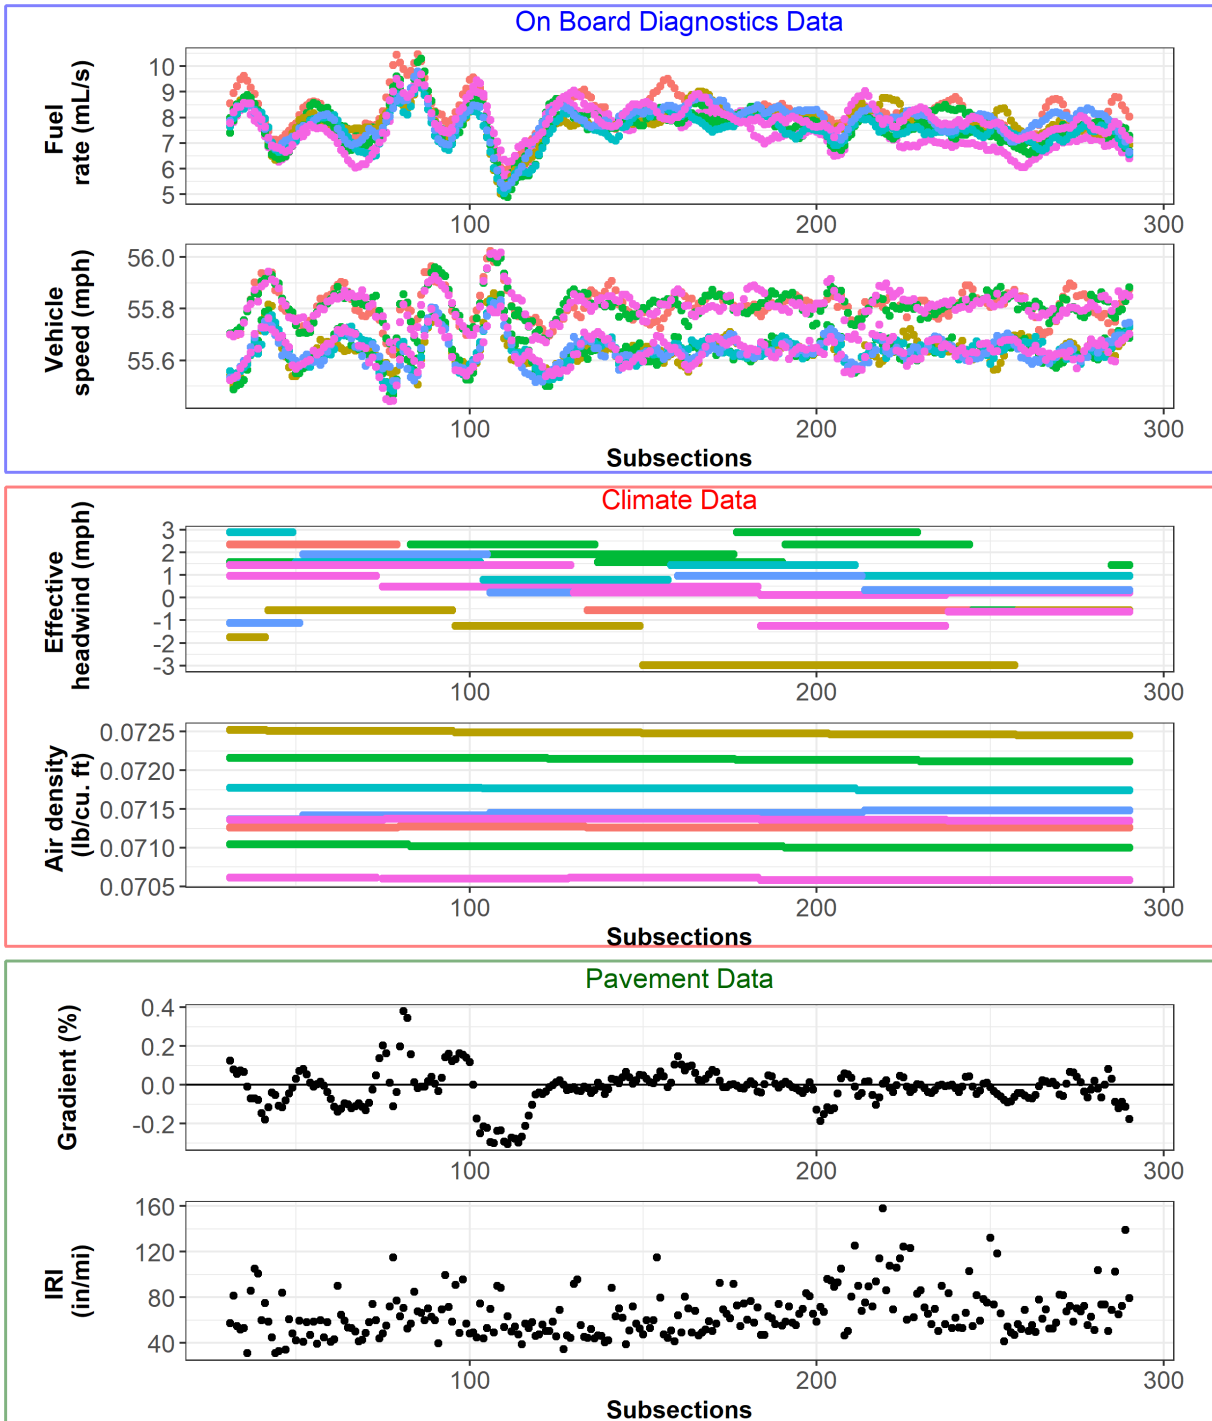 On Board Diagnostics Data
Fuel
rate (mL/s)
10
9
8
7
6
5
100
200
300
Vehicle
speed (mph)
56.0
55.8
55.6
100
200
300
Subsections
Climate Data
Effective
headwind (mph)
3
2
1
0
-1
-2
-3
100
200
300
Air density
(lb/cu. ft)
0.0725
0.0720
0.0715
0.0710
0.0705
100
200
300
Subsections
Pavement Data
Gradient (%)
0.4
0.2
0.0
-0.2
100
200
300
IRI
(in/mi)
160
120
80
40
100
200
300
Subsections